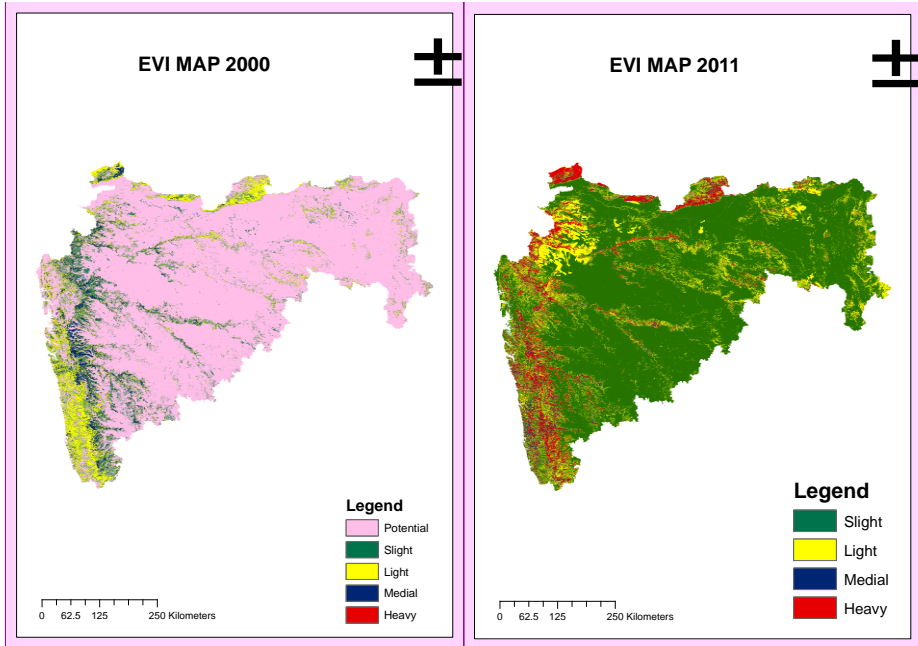 EVI MAP 2000
Legend
Potential
Slight
Light
Medial
Heavy
0 62.5 125 250 Kilometers
EVI MAP 2011
Legend
Slight
Light
Medial
Heavy
0 62.5 125 250 Kilometers